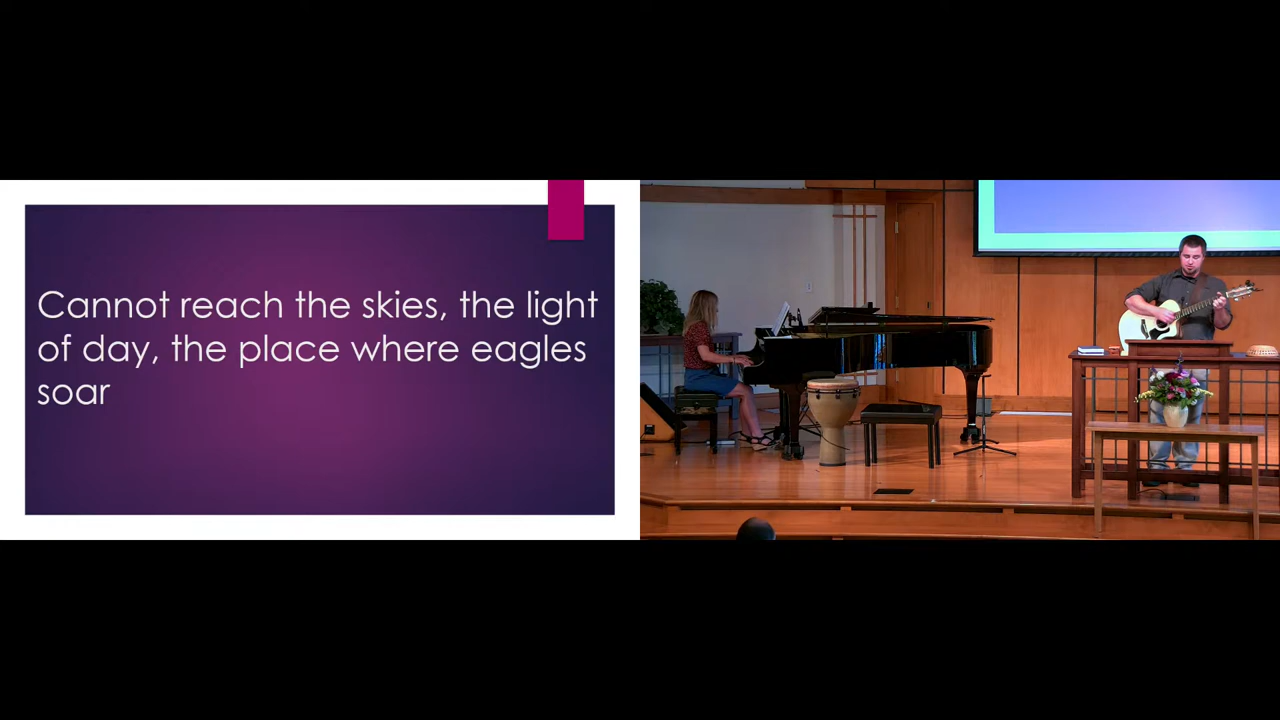 Cannot reach the skies, the light
of day, the place where eagles
soar